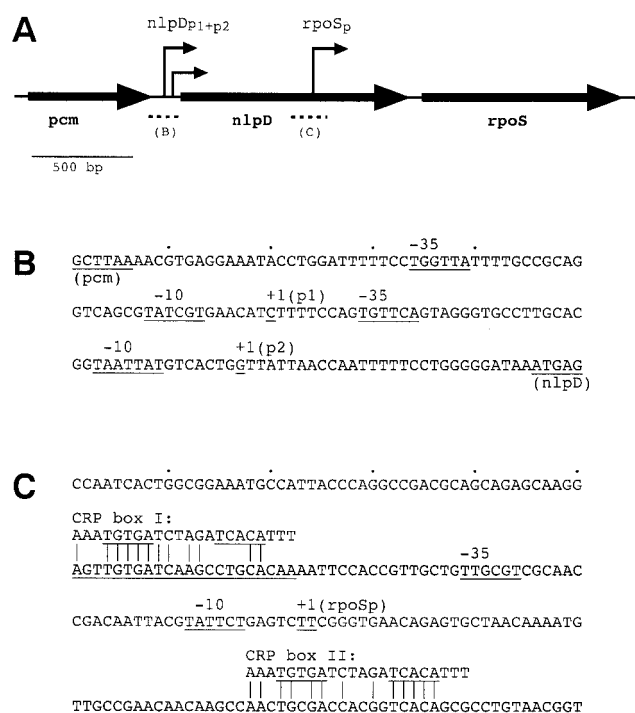 A
nlpDp1+p2
rpoSp
pcm
(B)
nlpD
(C)
rpoS
500 bp
B
-35
GCTTAAAACGTGAGGAAATACCTGGATTTTTCCTGGTTATTTTGCCGCAG
(pcm)
-10 +1(p1) -35
GTCAGCGTATCGTGAACATCTTTTCCAGTGTTCAGTAGGGTGCCTTGCAC
-10 +1(p2)
GGTAATTATGTCACTGGTTATTAACCAATTTTTCCTGGGGGATAAATGAG
(nlpD)
C
CCAATCACTGGCGGAAATGCCATTACCCAGGCCGACGCAGCAGAGCAAGG
CRP box I:
AAATGTGATCTAGATCACATTT
-35
AGTTGTGATCAAGCCTGCACAAAATTCCACCGTTGCTGTTGCGTCGCAAC
-10 +1(rpoSp)
CGACAATTACGTATTCTGAGTCTTCGGGTGAACAGAGTGCTAACAAAATG
CRP box II:
AAATGTGATCTAGATCACATTT
TTGCCGAACAACAAGCCAACTGCGACCACGGTCACAGCGCCTGTAACGGT